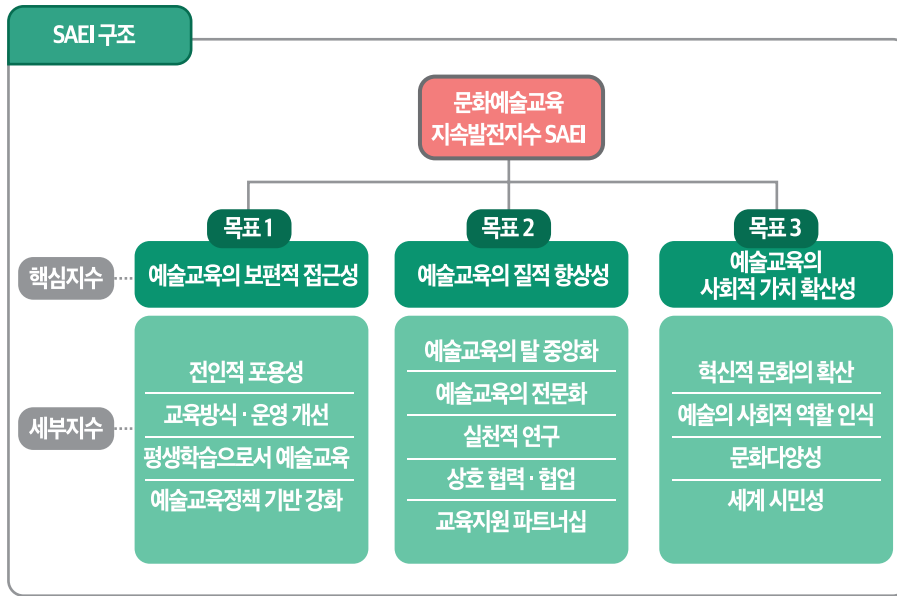 SAEI 구조
문화예술교육
지속발전지수 SAEI
목표 1
목표 2
목표 3
핵심지수
예술교육의 보편적 접근성
예술교육의 질적 향상성
예술교육의
사회적 가치 확산성
세부지수
전인적 포용성
교육방식 · 운영 개선
평생학습으로서 예술교육
예술교육정책 기반 강화
예술교육의 탈 중앙화
예술교육의 전문화
실천적 연구
상호 협력 · 협업
교육지원 파트너십
혁신적 문화의 확산
예술의 사회적 역할 인식
문화다양성
세계 시민성